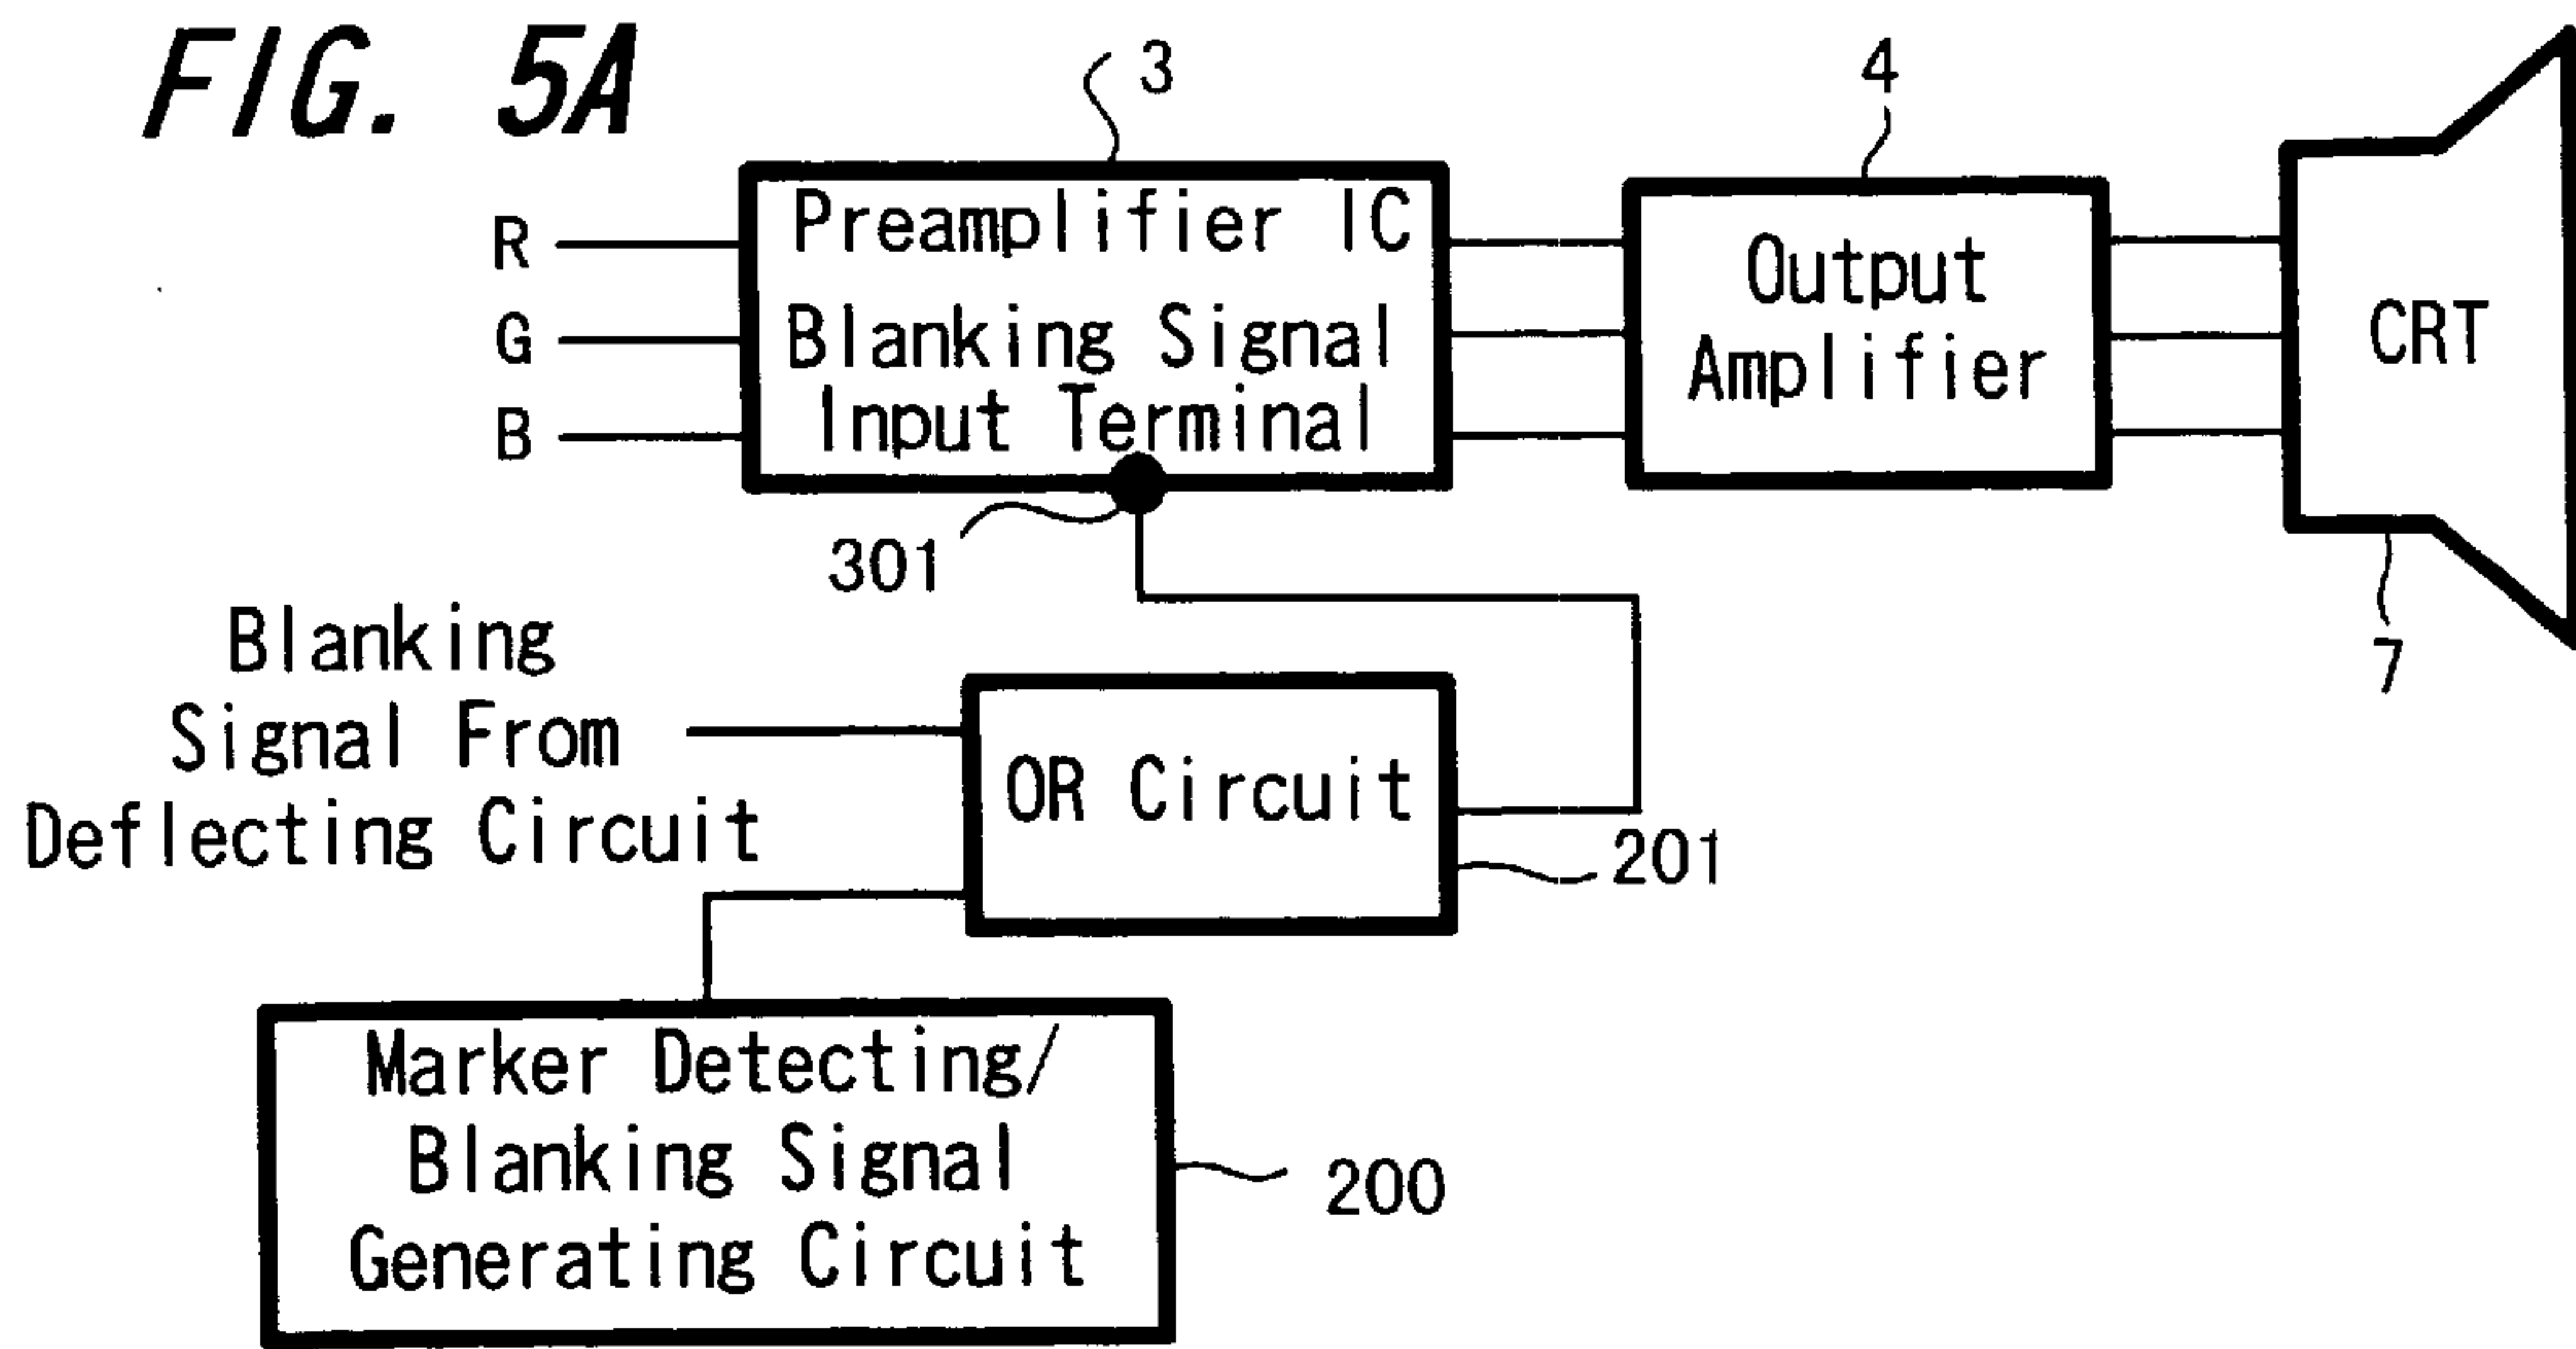 FIG. 5A
3
4
R
G
B
Preamplifier IC
Blanking Signal
Input Terminal
Output
Amplifier
CRT
301
7
Blanking
Signal From
Deflecting Circuit
OR Circuit
201
Marker Detecting/
Blanking Signal
Generating Circuit
200